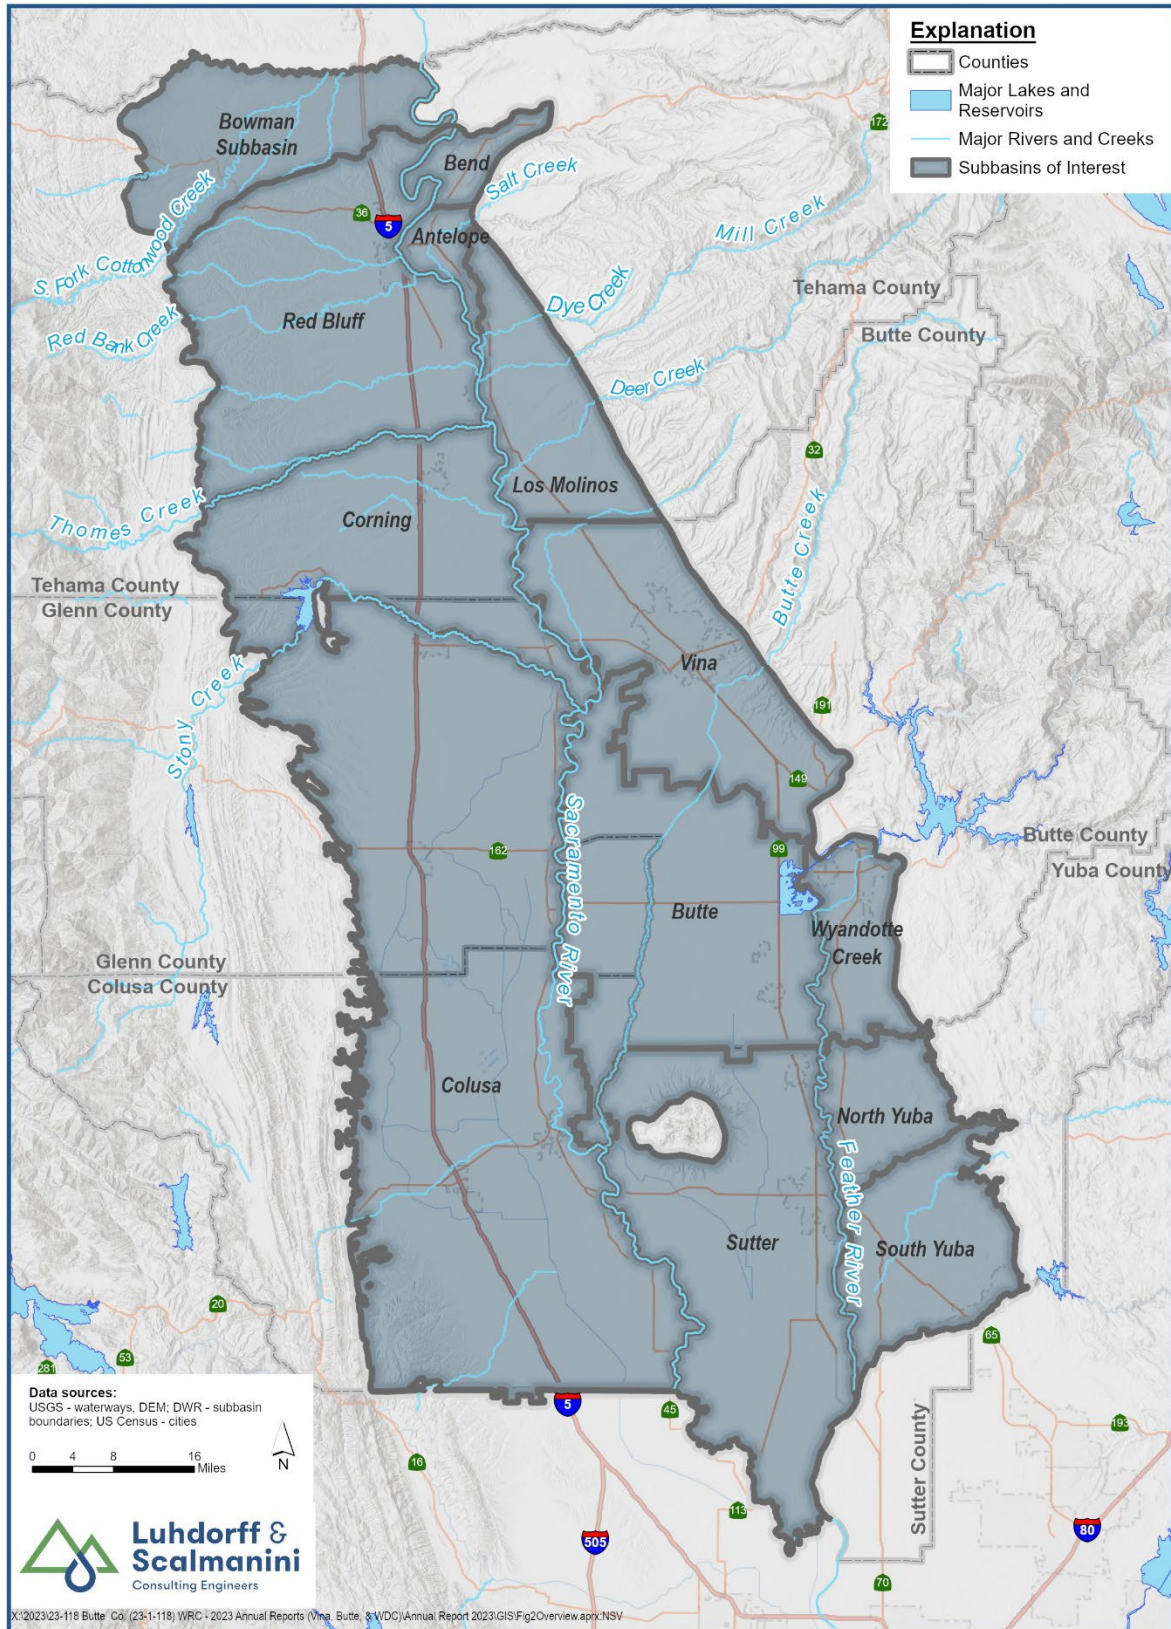 Explanation
Counties
Major Lakes and
Reservoirs
Major Rivers and Creeks
Subbasins of Interest
172
Bowman
Subbasin
Bend
Salt Creek
36
5
Antelope
Mill Creek
S. Fork Cottonwood Creek
Dye Creek
Tehama County
Butte County
Red Bank Creek
Red Bluff
Deer Creek
32
Los Molinos
Thomes Creek
Corning
Butte Creek
Tehama County
Glenn County
Vina
Stony Creek
191
149
Sacramento River
162
99
Butte County
Yuba County
Butte
Wyandotte
Creek
Glenn County
Colusa County
Colusa
North Yuba
Feather River
Sutter
South Yuba
20
53
281
65
Data sources:
USGS - waterways, DEM; DWR - subbasin
boundaries; US Census - cities
0 4 8 16
Miles
N
5
45
193
16
113
Sutter County
505
80
70
Luhdorff &
Scalmanini
Consulting Engineers
X:\2023\23-118 Butte Co. (23-1-118) WRC - 2023 Annual Reports (Vina, Butte, & WDC)\Annual Report 2023\GIS\Fig2Overview.aprx:NSV